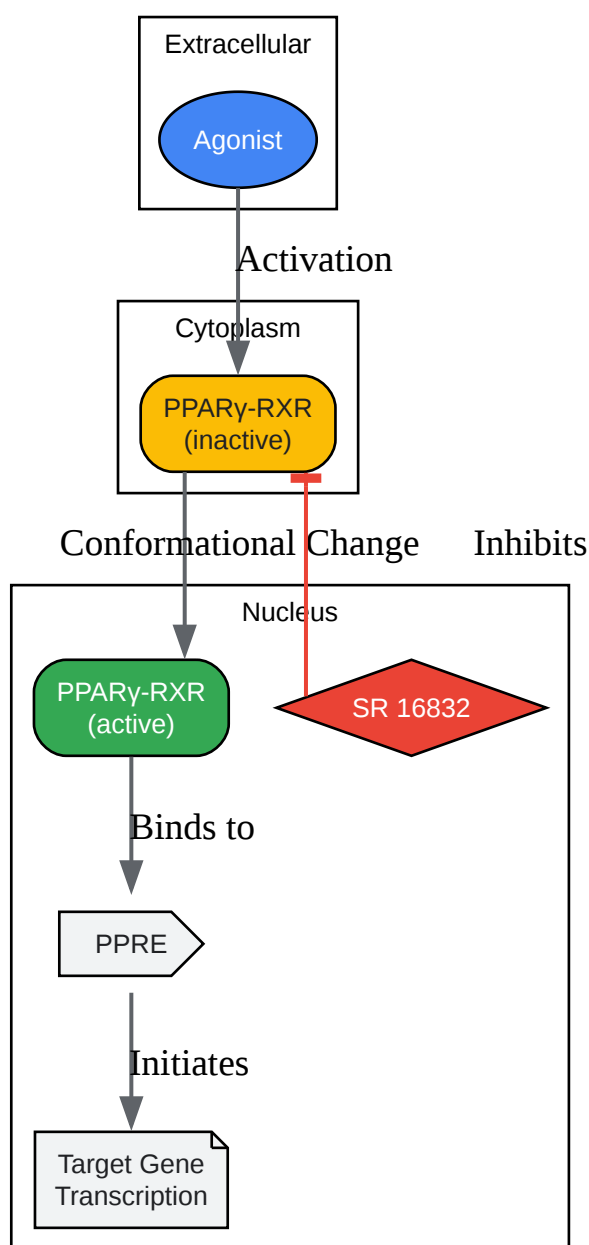 Extracellular
Agonist
Activation
Cytoplasm
PPARγ-RXR
(inactive)
Conformational Change
Inhibits
Nucleus
PPARγ-RXR
(active)
SR 16832
Binds to
PPRE
Initiates
Target Gene
Transcription